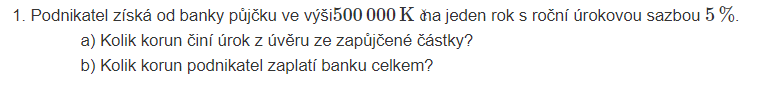 1. Podnikatel získá od banky půjčku ve výši500 000 K čna jeden rok s roční úrokovou sazbou 5 %.
a) Kolik korun činí úrok z úvěru ze zapůjčené částky?
b) Kolik korun podnikatel zaplatí banku celkem?